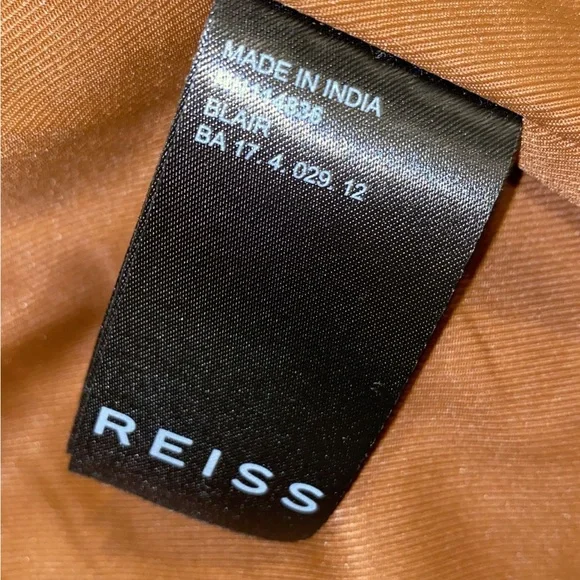 MADE IN INDIA
BLAIR
BA 17. 4. 029. 12
REISS